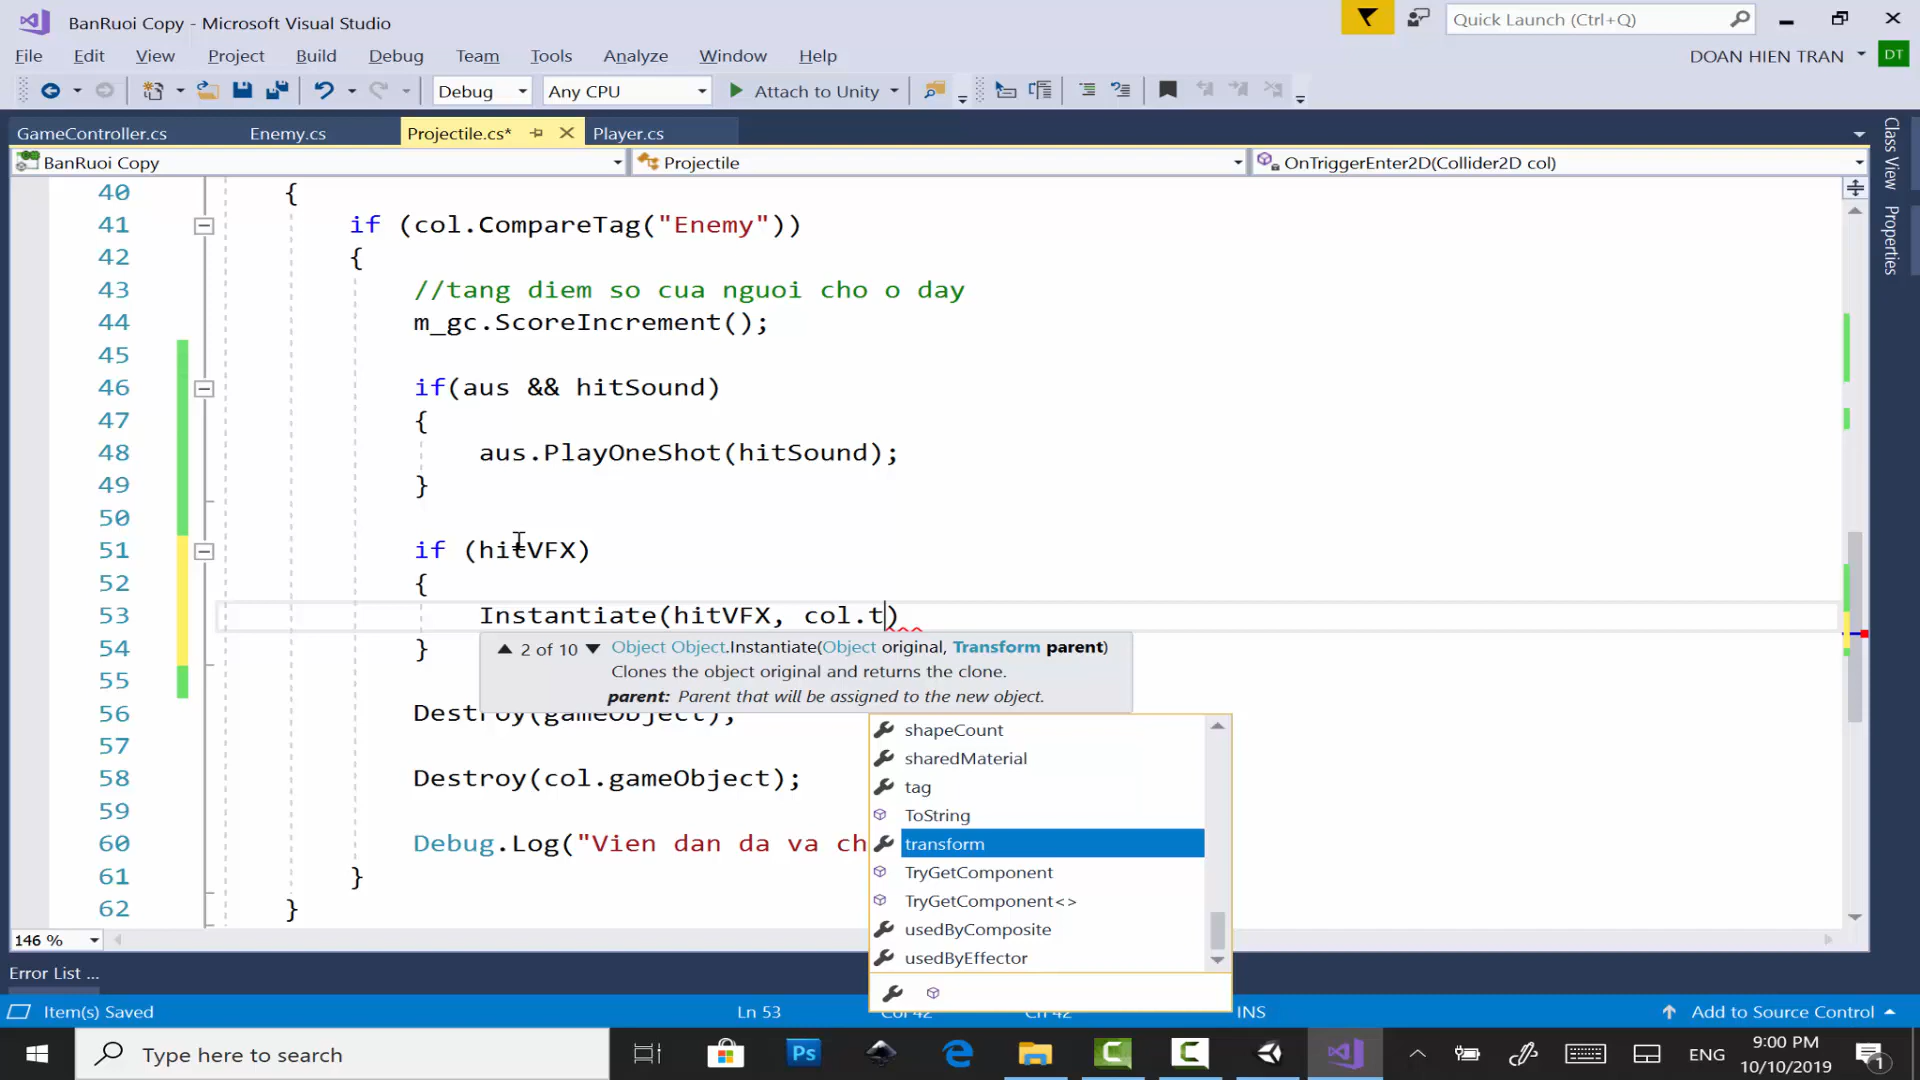 BanRuoi Copy - Microsoft Visual Studio
Quick Launch (Ctrl+Q)
File Edit View Project Build Debug Team Tools Analyze Window Help
DOAN HIEN TRAN
DT
Debug
Any CPU
Attach to Unity
GameController.cs
Enemy.cs
Projectile.cs*
Player.cs
BanRuoi Copy
Projectile
OnTriggerEnter2D(Collider2D col)
Class View
Properties
40 {
41 if (col.CompareTag("Enemy"))
42 {
43 //tang diem so cua nguoi cho o day
44 m_gc.ScoreIncrement();
45
46 if(aus && hitSound)
47 {
48 aus.PlayOneShot(hitSound);
49 }
50
51 if (hitVFX)
52 {
53 Instantiate(hitVFX, col.t)
54 }
2 of 10 Object Object.Instantiate(Object original, Transform parent)
Clones the object original and returns the clone.
parent: Parent that will be assigned to the new object.
55
56 Destroy(gameObject);
57
58 Destroy(col.gameObject);
59
60 Debug.Log("Vien dan da va ch
61 }
62 }
shapeCount
sharedMaterial
tag
ToString
transform
TryGetComponent
TryGetComponent<>
usedByComposite
usedByEffector
146 %
Error List ...
Item(s) Saved
Ln 53
Col 42
Ch 42
INS
Add to Source Control
Type here to search
Ps
ENG
9:00 PM
10/10/2019
1